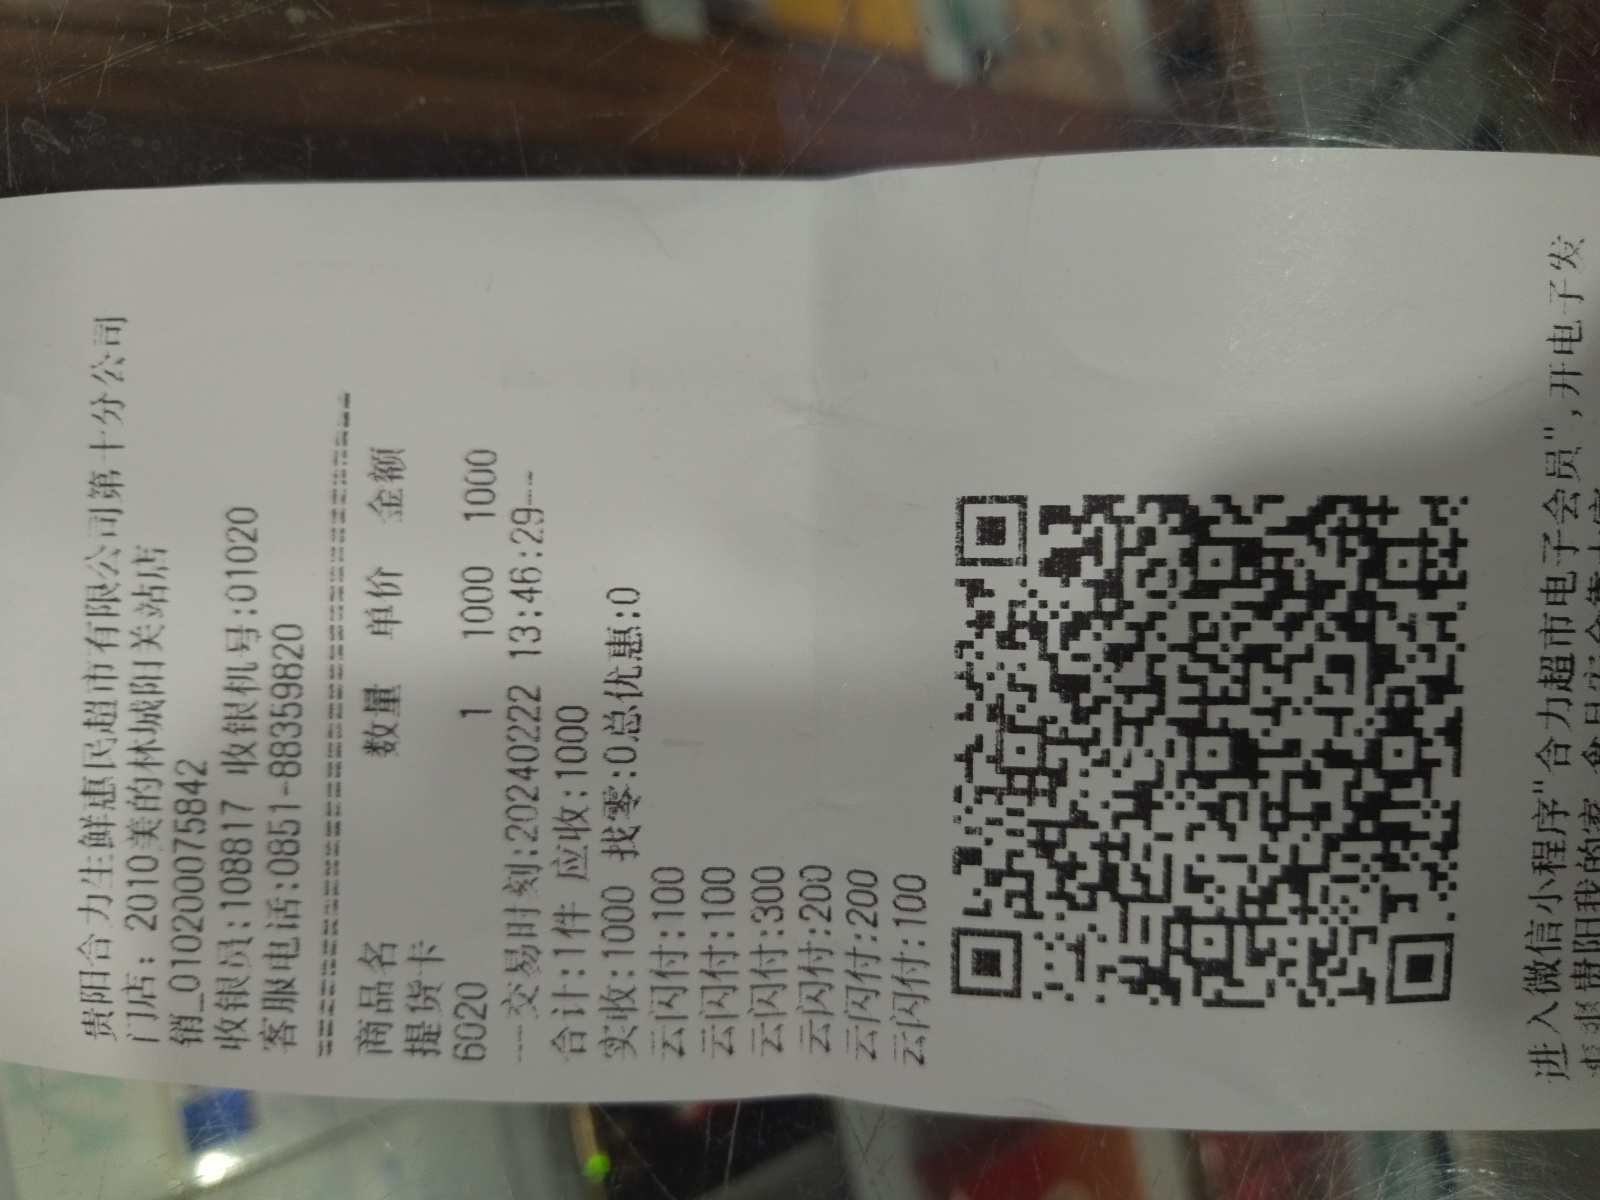 贵阳合力生鲜惠民超市有限公司第十分公司
门店: 2010美的林城阳关站店
销_0102000075842
收银员:108817 收银机号:01020
客服电话:0851-88359820
商品名 数量 单价 金额
提货卡
6020 1 1000 1000
---交易时刻:20240222 13:46:29---
合计:1件 应收:1000
实收:1000 找零:0总优惠:0
云闪付:100
云闪付:100
云闪付:300
云闪付:200
云闪付:200
云闪付:100
进入微信小程序"合力超市电子会员",开电子发
爽爽贵阳我的家